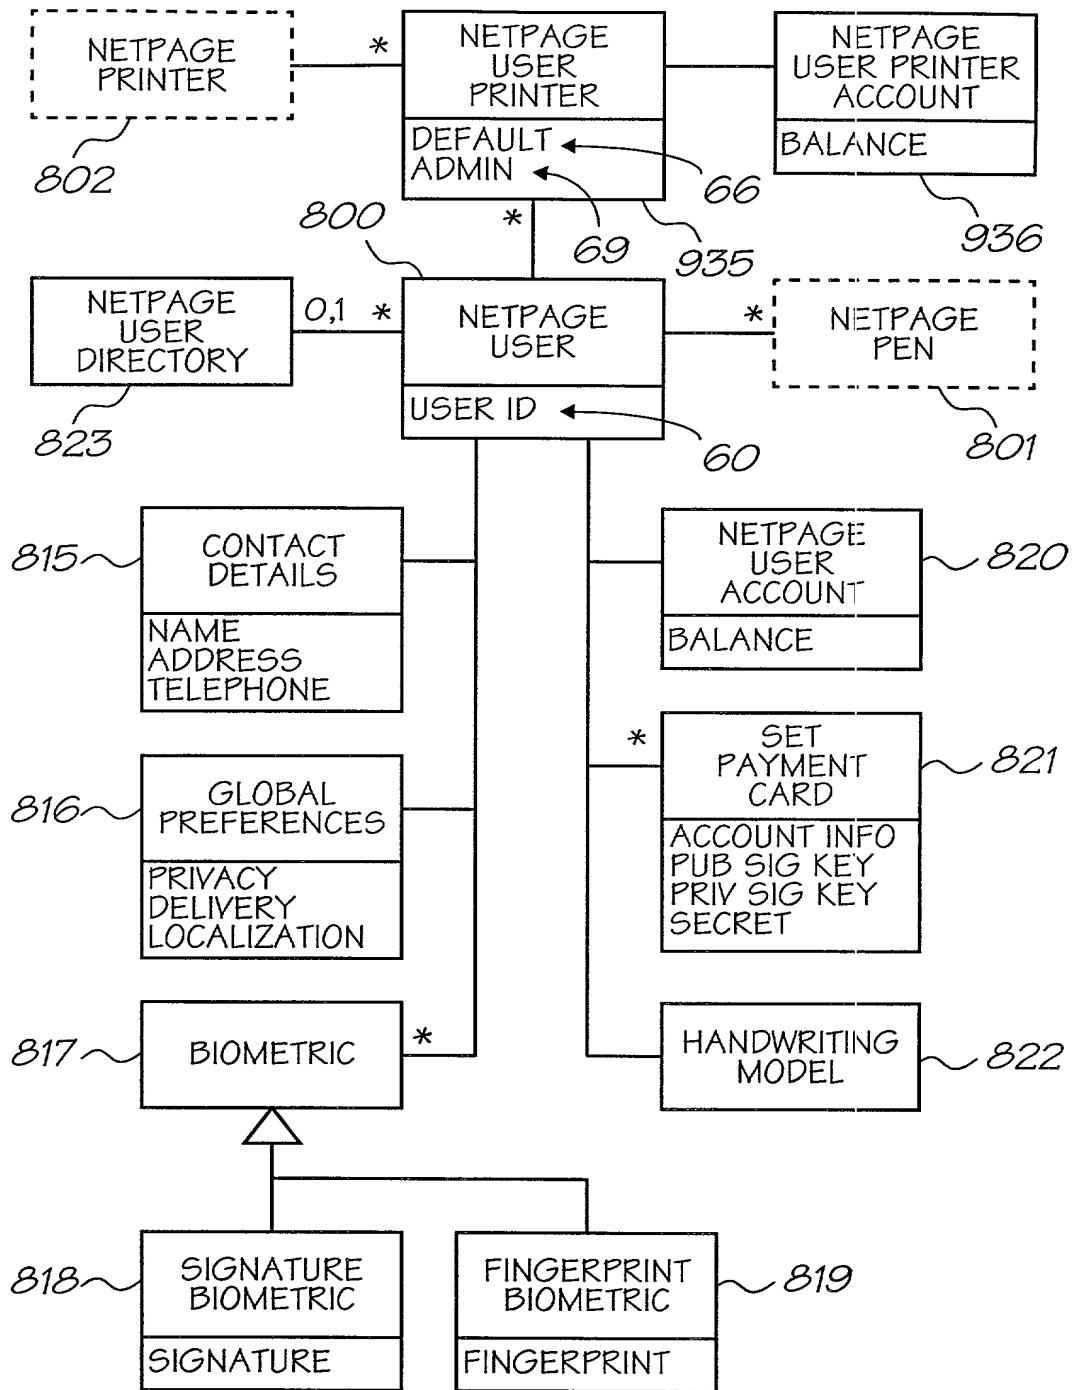 NETPAGE
PRINTER
*
NETPAGE
USER
PRINTER
NETPAGE
USER PRINTER
ACCOUNT
DEFAULT
ADMIN
BALANCE
802
66
69
935
936
*
800
NETPAGE
USER
DIRECTORY
0,1
*
NETPAGE
USER
*
NETPAGE
PEN
USER ID
823
60
801
815
CONTACT
DETAILS
NAME
ADDRESS
TELEPHONE
NETPAGE
USER
ACCOUNT
820
BALANCE
816
GLOBAL
PREFERENCES
PRIVACY
DELIVERY
LOCALIZATION
*
SET
PAYMENT
CARD
821
ACCOUNT INFO
PUB SIG KEY
PRIV SIG KEY
SECRET
817
BIOMETRIC
*
HANDWRITING
MODEL
822
818
SIGNATURE
BIOMETRIC
SIGNATURE
FINGERPRINT
BIOMETRIC
819
FINGERPRINT